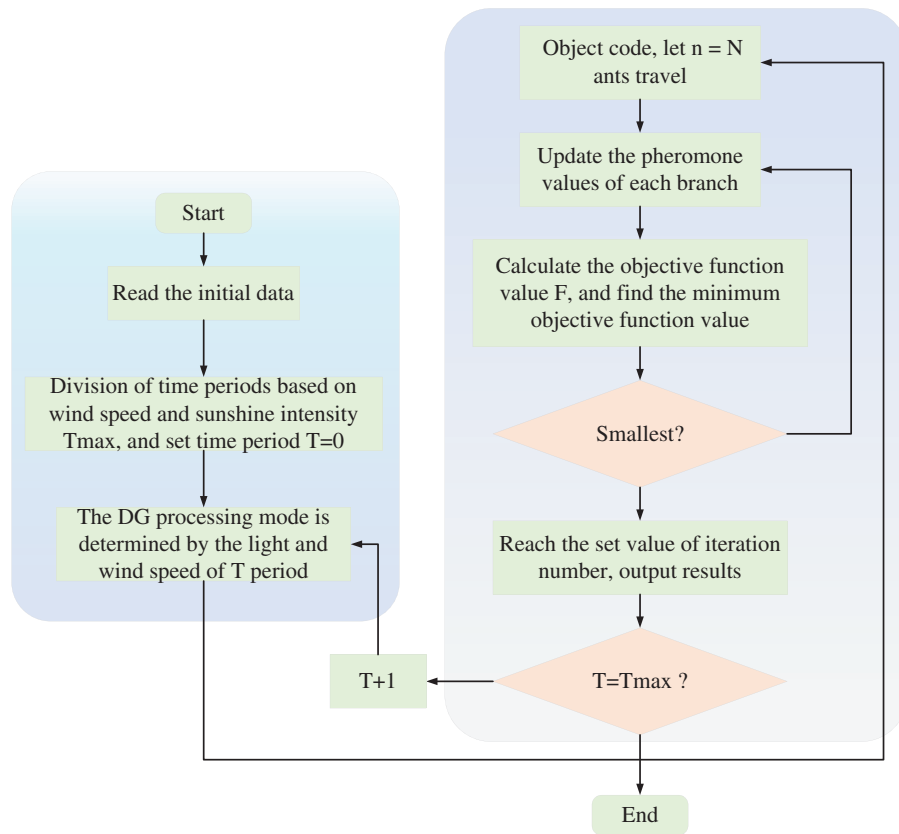 Start
Read the initial data
Division of time periods based on
wind speed and sunshine intensity
Tmax, and set time period T=0
The DG processing mode is
determined by the light and
wind speed of T period
Object code, let n = N
ants travel
Update the pheromone
values of each branch
Calculate the objective function
value F, and find the minimum
objective function value
Smallest?
Reach the set value of iteration
number, output results
T=Tmax ?
T+1
End